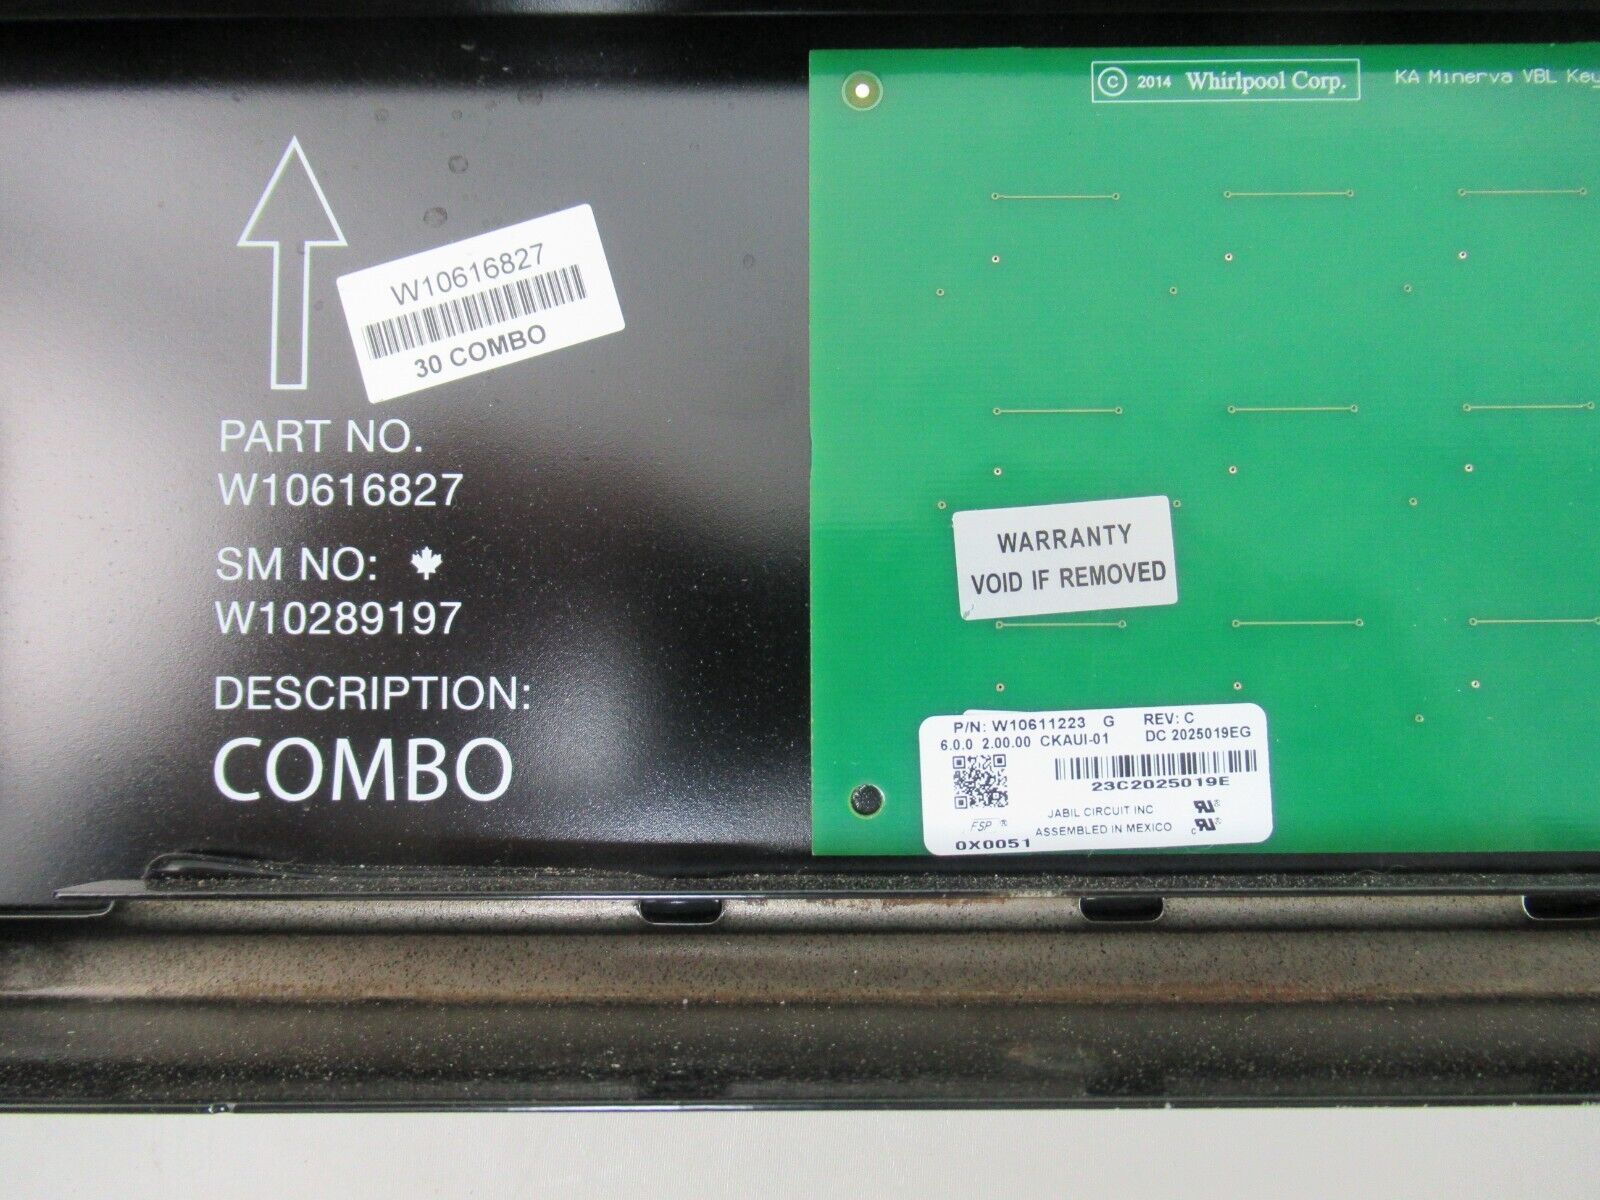 W10616827
30 COMBO
PART NO.
W10616827
SM NO:
W10289197
DESCRIPTION:
COMBO
© 2014 Whirlpool Corp.
KA Minerva VBL Key
WARRANTY
VOID IF REMOVED
P/N: W10611223 G REV: C
6.0.0 2.00.00 CKAUI-01 DC 2025019EG
23C2025019E
JABIL CIRCUIT INC
FSP ®
ASSEMBLED IN MEXICO
0X0051